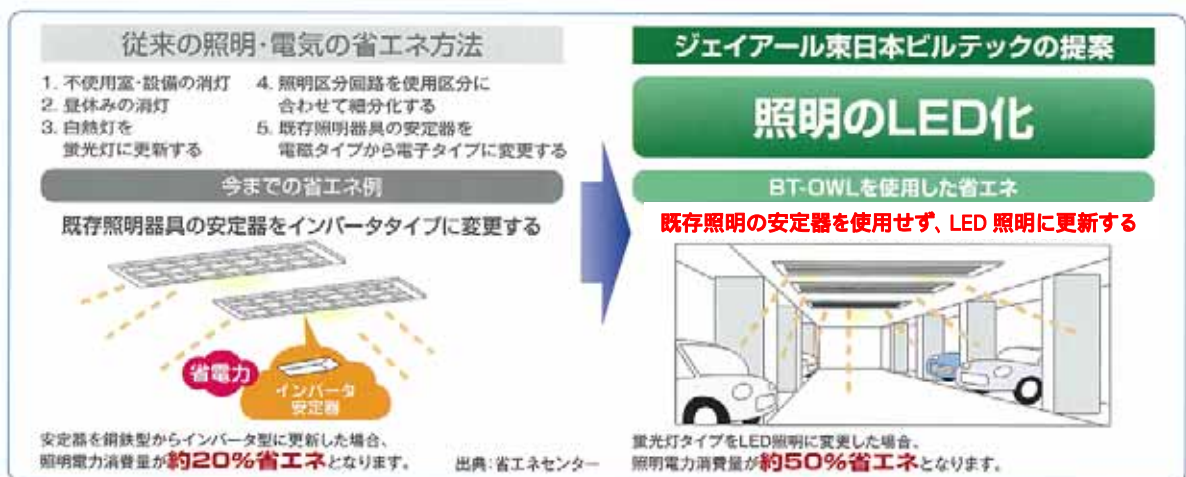 従来の照明・電気の省エネ方法
1. 不使用室・設備の消灯
2. 昼休みの消灯
3. 白熱灯を
蛍光灯に更新する
4. 照明区分回路を使用区分に
合わせて細分化する
5. 既存照明器具の安定器を
電磁タイプから電子タイプに変更する
今までの省エネ例
既存照明器具の安定器をインバータタイプに変更する
省電力
インバータ
安定器
安定器を銅鉄型からインバータ型に更新した場合、
照明電力消費量が約20%省エネとなります。
出典:省エネセンター
ジェイアール東日本ビルテックの提案
照明のLED化
BT-OWLを使用した省エネ
既存照明の安定器を使用せず、LED 照明に更新する
蛍光灯タイプをLED照明に変更した場合、
照明電力消費量が約50%省エネとなります。